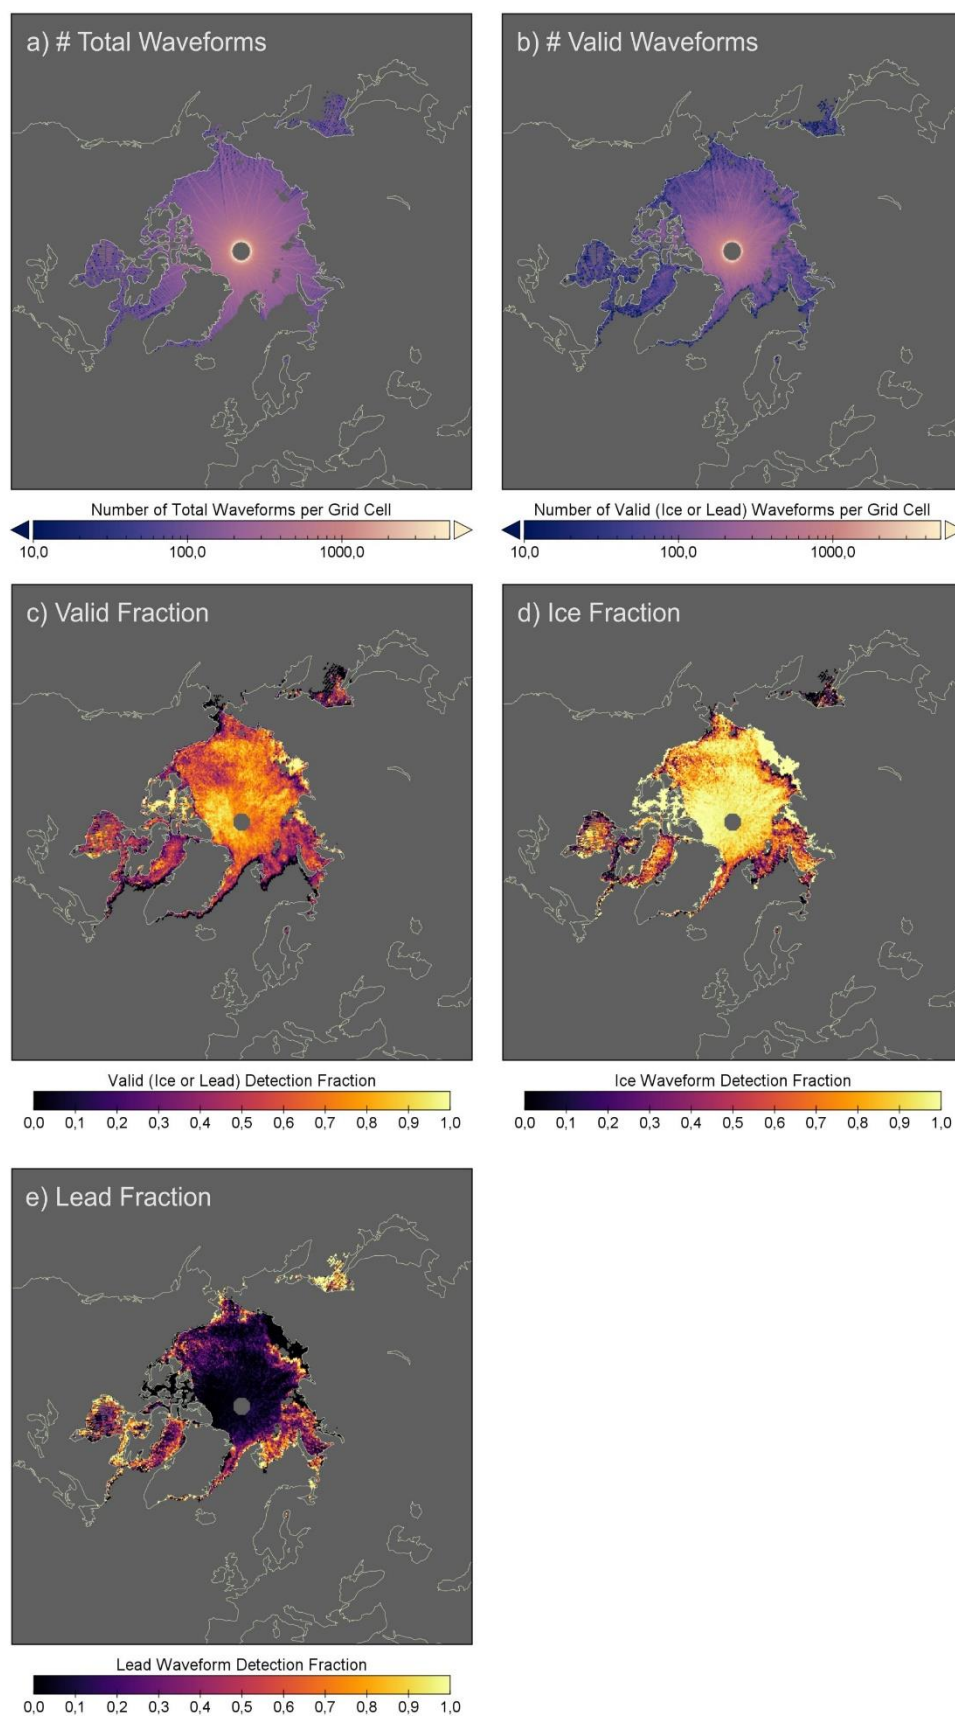 a) # Total Waveforms
b) # Valid Waveforms
Number of Total Waveforms per Grid Cell
10,0 100,0 1000,0
Number of Valid (Ice or Lead) Waveforms per Grid Cell
10,0 100,0 1000,0
c) Valid Fraction
d) Ice Fraction
Valid (Ice or Lead) Detection Fraction
0,0 0,1 0,2 0,3 0,4 0,5 0,6 0,7 0,8 0,9 1,0
Ice Waveform Detection Fraction
0,0 0,1 0,2 0,3 0,4 0,5 0,6 0,7 0,8 0,9 1,0
e) Lead Fraction
Lead Waveform Detection Fraction
0,0 0,1 0,2 0,3 0,4 0,5 0,6 0,7 0,8 0,9 1,0